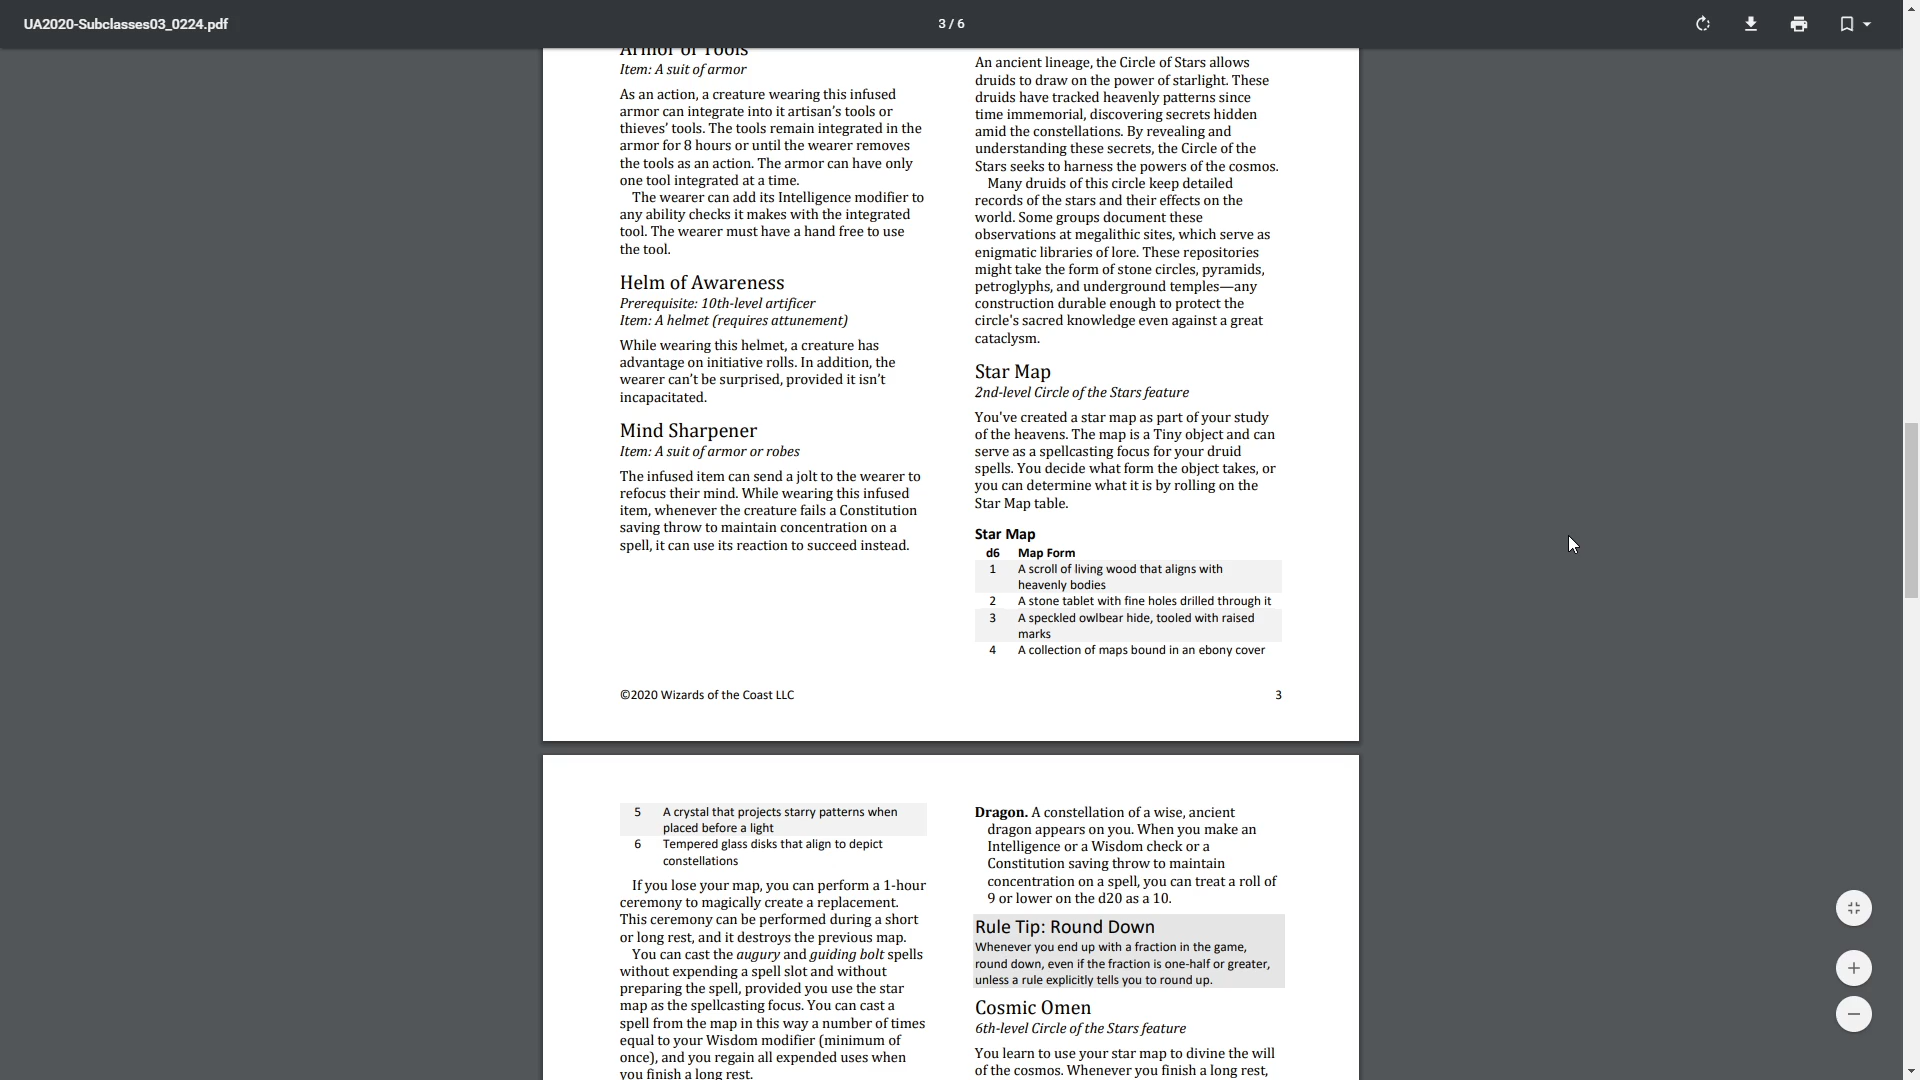 UA2020-Subclasses03_0224.pdf
3 / 6
Armor of Tools
Item: A suit of armor
As an action, a creature wearing this infused
armor can integrate into it artisan’s tools or
thieves’ tools. The tools remain integrated in the
armor for 8 hours or until the wearer removes
the tools as an action. The armor can have only
one tool integrated at a time.
The wearer can add its Intelligence modifier to
any ability checks it makes with the integrated
tool. The wearer must have a hand free to use
the tool.
Helm of Awareness
Prerequisite: 10th-level artificer
Item: A helmet (requires attunement)
While wearing this helmet, a creature has
advantage on initiative rolls. In addition, the
wearer can’t be surprised, provided it isn’t
incapacitated.
Mind Sharpener
Item: A suit of armor or robes
The infused item can send a jolt to the wearer to
refocus their mind. While wearing this infused
item, whenever the creature fails a Constitution
saving throw to maintain concentration on a
spell, it can use its reaction to succeed instead.
An ancient lineage, the Circle of Stars allows
druids to draw on the power of starlight. These
druids have tracked heavenly patterns since
time immemorial, discovering secrets hidden
amid the constellations. By revealing and
understanding these secrets, the Circle of the
Stars seeks to harness the powers of the cosmos.
Many druids of this circle keep detailed
records of the stars and their effects on the
world. Some groups document these
observations at megalithic sites, which serve as
enigmatic libraries of lore. These repositories
might take the form of stone circles, pyramids,
petroglyphs, and underground temples—any
construction durable enough to protect the
circle's sacred knowledge even against a great
cataclysm.
Star Map
2nd-level Circle of the Stars feature
You've created a star map as part of your study
of the heavens. The map is a Tiny object and can
serve as a spellcasting focus for your druid
spells. You decide what form the object takes, or
you can determine what it is by rolling on the
Star Map table.
Star Map
d6 Map Form
1 A scroll of living wood that aligns with
heavenly bodies
2 A stone tablet with fine holes drilled through it
3 A speckled owlbear hide, tooled with raised
marks
4 A collection of maps bound in an ebony cover
©2020 Wizards of the Coast LLC
3
5 A crystal that projects starry patterns when
placed before a light
6 Tempered glass disks that align to depict
constellations
If you lose your map, you can perform a 1-hour
ceremony to magically create a replacement.
This ceremony can be performed during a short
or long rest, and it destroys the previous map.
You can cast the augury and guiding bolt spells
without expending a spell slot and without
preparing the spell, provided you use the star
map as the spellcasting focus. You can cast a
spell from the map in this way a number of times
equal to your Wisdom modifier (minimum of
once), and you regain all expended uses when
you finish a long rest.
Dragon. A constellation of a wise, ancient
dragon appears on you. When you make an
Intelligence or a Wisdom check or a
Constitution saving throw to maintain
concentration on a spell, you can treat a roll of
9 or lower on the d20 as a 10.
Rule Tip: Round Down
Whenever you end up with a fraction in the game,
round down, even if the fraction is one-half or greater,
unless a rule explicitly tells you to round up.
Cosmic Omen
6th-level Circle of the Stars feature
You learn to use your star map to divine the will
of the cosmos. Whenever you finish a long rest,